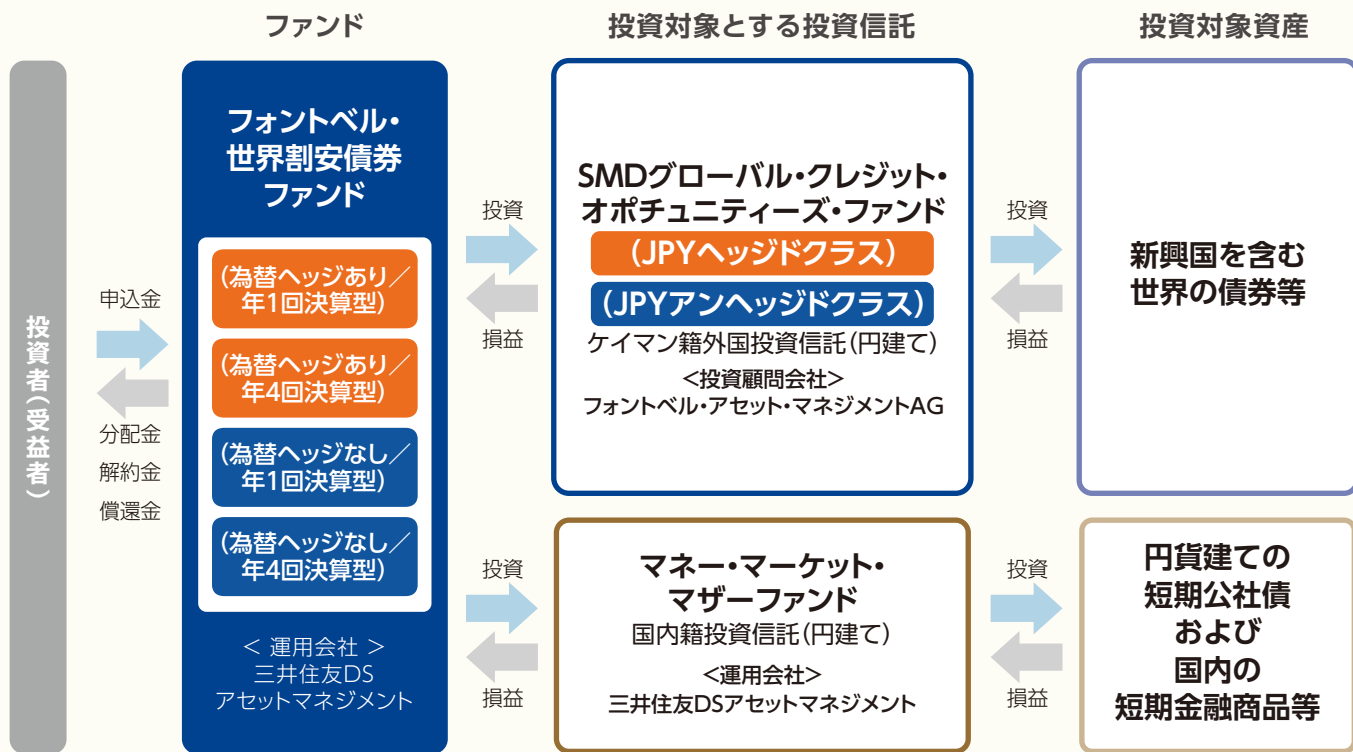 ファンド
投資対象とする投資信託
投資対象資産
投資者(受益者)
申込金
分配金
解約金
償還金
フォントベル・
世界割安債券
ファンド
(為替ヘッジあり／
年1回決算型)
(為替ヘッジあり／
年4回決算型)
(為替ヘッジなし／
年1回決算型)
(為替ヘッジなし／
年4回決算型)
＜ 運用会社 ＞
三井住友DS
アセットマネジメント
投資
損益
SMDグローバル・クレジット・
オポチュニティーズ・ファンド
(JPYヘッジドクラス)
(JPYアンヘッジドクラス)
ケイマン籍外国投資信託(円建て)
＜投資顧問会社＞
フォントベル・アセット・マネジメントAG
投資
損益
新興国を含む
世界の債券等
投資
損益
マネー・マーケット・
マザーファンド
国内籍投資信託(円建て)
＜運用会社＞
三井住友DSアセットマネジメント
投資
損益
円貨建ての
短期公社債
および
国内の
短期金融商品等